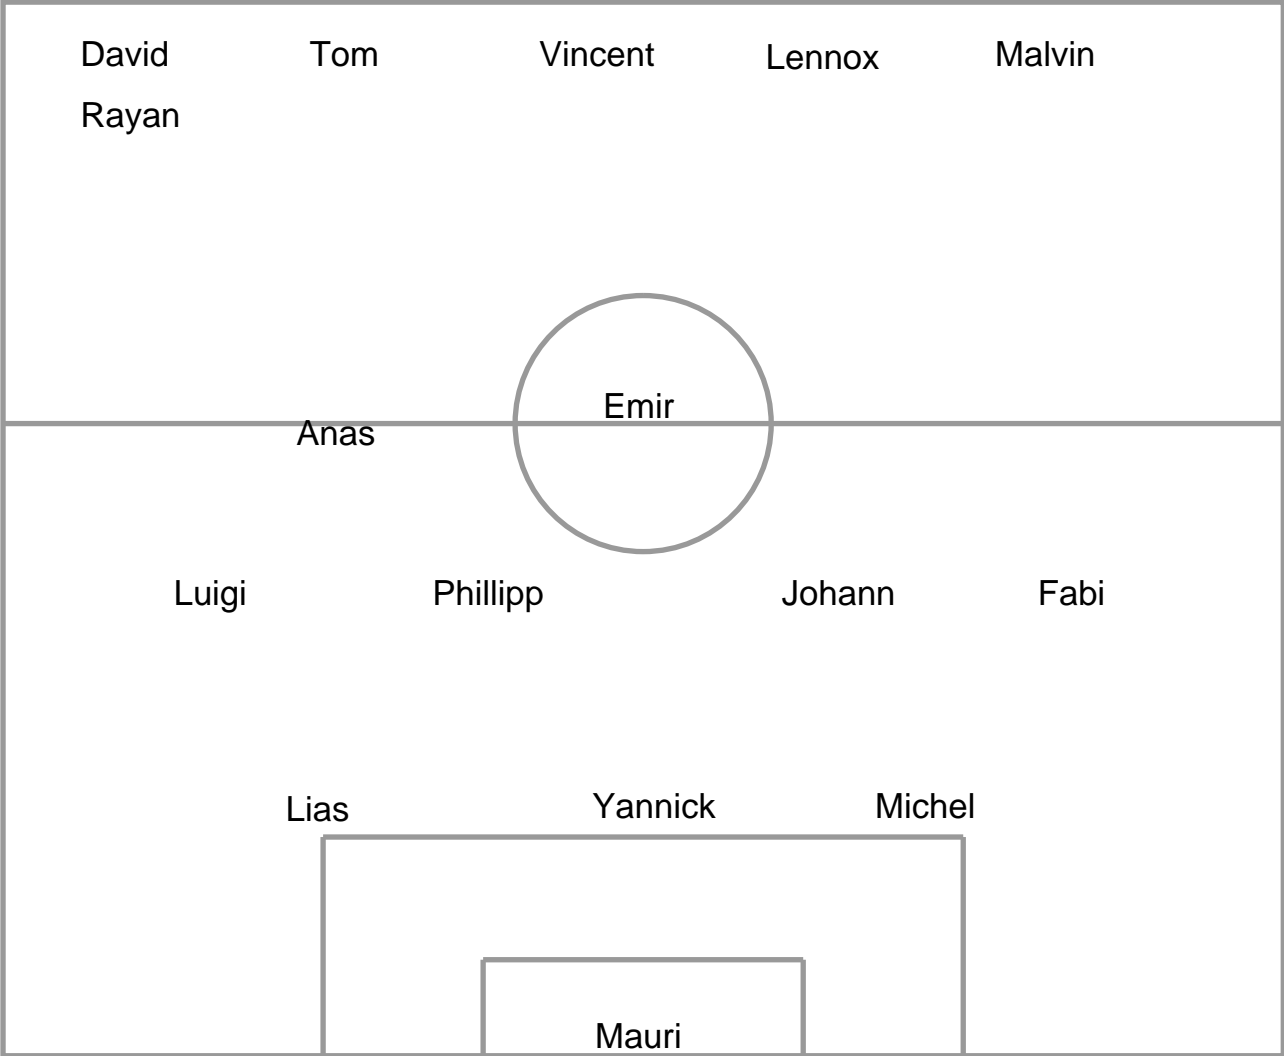 David Tom Vincent Lennox Malvin
Rayan
Emir
Anas
Luigi Phillipp Johann Fabi
Lias Yannick Michel
Mauri